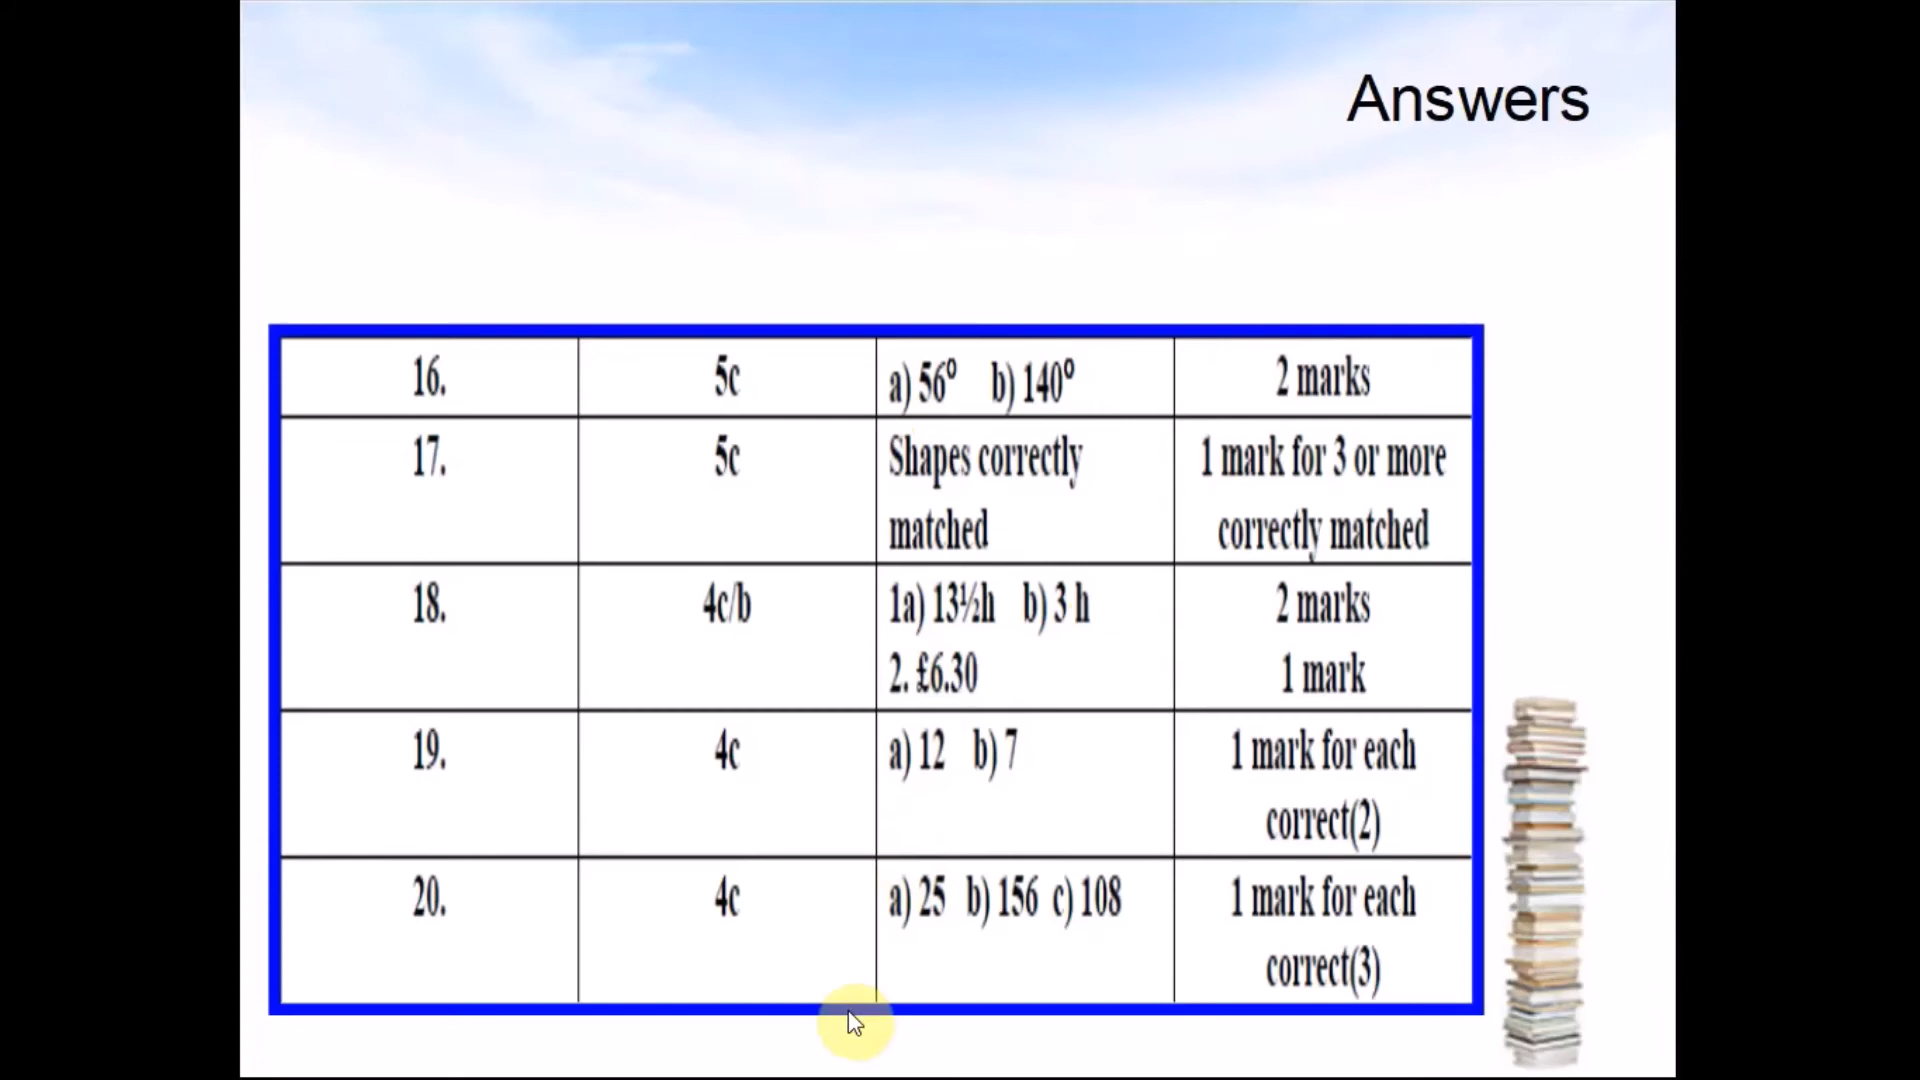 Answers
16. 5c a) 56⁰ b) 140⁰ 2 marks
17. 5c Shapes correctly 1 mark for 3 or more
matched correctly matched
18. 4c/b 1a) 13½h b) 3 h 2 marks
2. £6.30 1 mark
19. 4c a) 12 b) 7 1 mark for each
correct(2)
20. 4c a) 25 b) 156 c) 108 1 mark for each
correct(3)